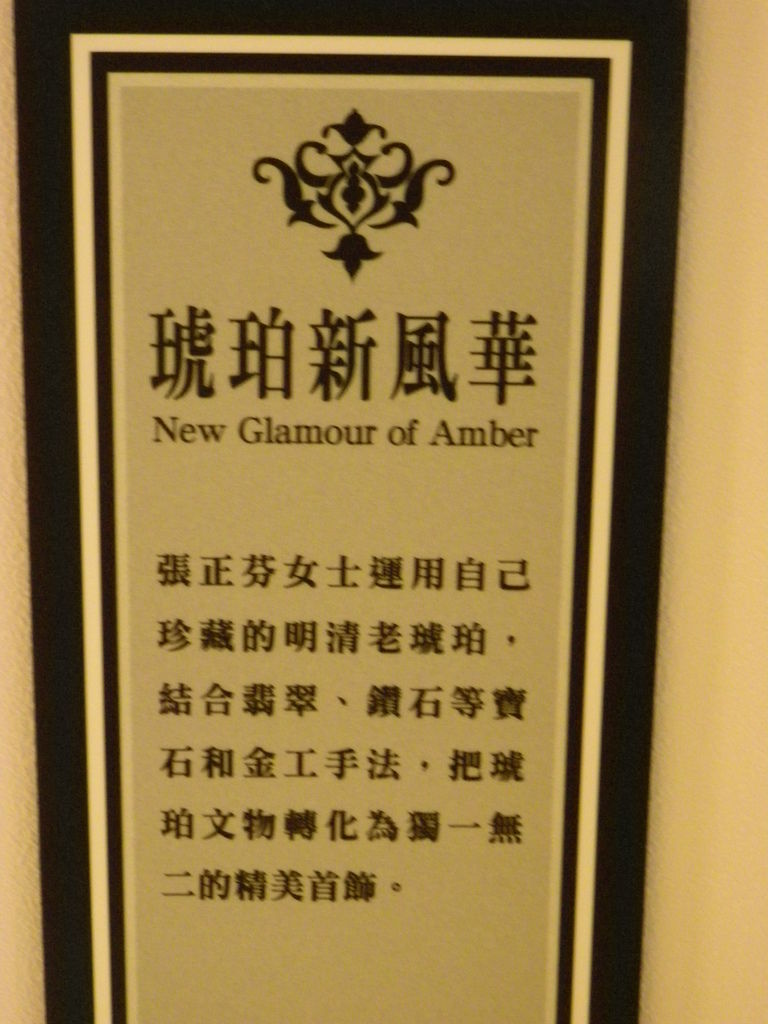 琥珀新風華
New Glamour of Amber
張正芬女士運用自己
珍藏的明清老琥珀，
結合翡翠、鑽石等寶
石和金工手法，把琥
珀文物轉化為獨一無
二的精美首飾。